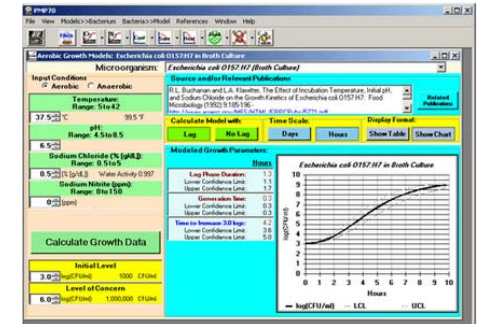 PMP70
File View Models>>Bacterium Bacteria>>Model References Window Help
Aerobic Growth Models: Escherichia coli O157:H7 in Broth Culture
Microorganism: Escherichia coli O157:H7 (Broth Culture)
Input Conditions
Aerobic Anaerobic
Temperature:
Range: 5 to 42
37.5 °C 99.5 °F
pH:
Range: 4.5 to 8.5
6.5
Sodium Chloride (% [g/dL]):
Range: 0.5 to 5
0.5 (% [g/dL]) Water Activity 0.997
Sodium Nitrite (ppm):
Range: 0 to 150
0 (ppm)
Calculate Growth Data
Initial Level
3.0 log(CFU/ml) 1000 CFU/ml
Level of Concern
6.0 log(CFU/ml) 1,000,000 CFU/ml
Source and/or Relevant Publications
R.L. Buchanan and L.A. Klawitter, The Effect of Incubation Temperature, Initial pH,
and Sodium Chloride on the Growth Kinetics of Escherichia coli O157:H7. Food
Microbiology (1992) 9:185-196 -
Related
Publications
Calculate Model with: Time Scale: Display Format:
Lag No Lag Days Hours Show Table Show Chart
Modeled Growth Parameters:
Hours
Lag Phase Duration: 1.3
Lower Confidence Limit: 1.1
Upper Confidence Limit: 1.7
Generation Time: 0.3
Lower Confidence Limit: 0.3
Upper Confidence Limit: 0.3
Time to Increase 3.0 logs: 4.2
Lower Confidence Limit: 3.6
Upper Confidence Limit: 5.0
Escherichia coli O157:H7 in Broth Culture
log(CFU/ml)
10
9
8
7
6
5
4
3
2
1
0
0 1 2 3 4 5 6 7 8 9 10
Hours
log(CFU/ml) LCL UCL